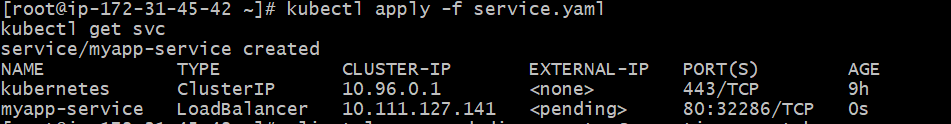 [root@ip-172-31-45-42 ~]# kubectl apply -f service.yaml
kubectl get svc
service/myapp-service created
NAME TYPE CLUSTER-IP EXTERNAL-IP PORT(S) AGE
kubernetes ClusterIP 10.96.0.1 <none> 443/TCP 9h
myapp-service LoadBalancer 10.111.127.141 <pending> 80:32286/TCP 0s